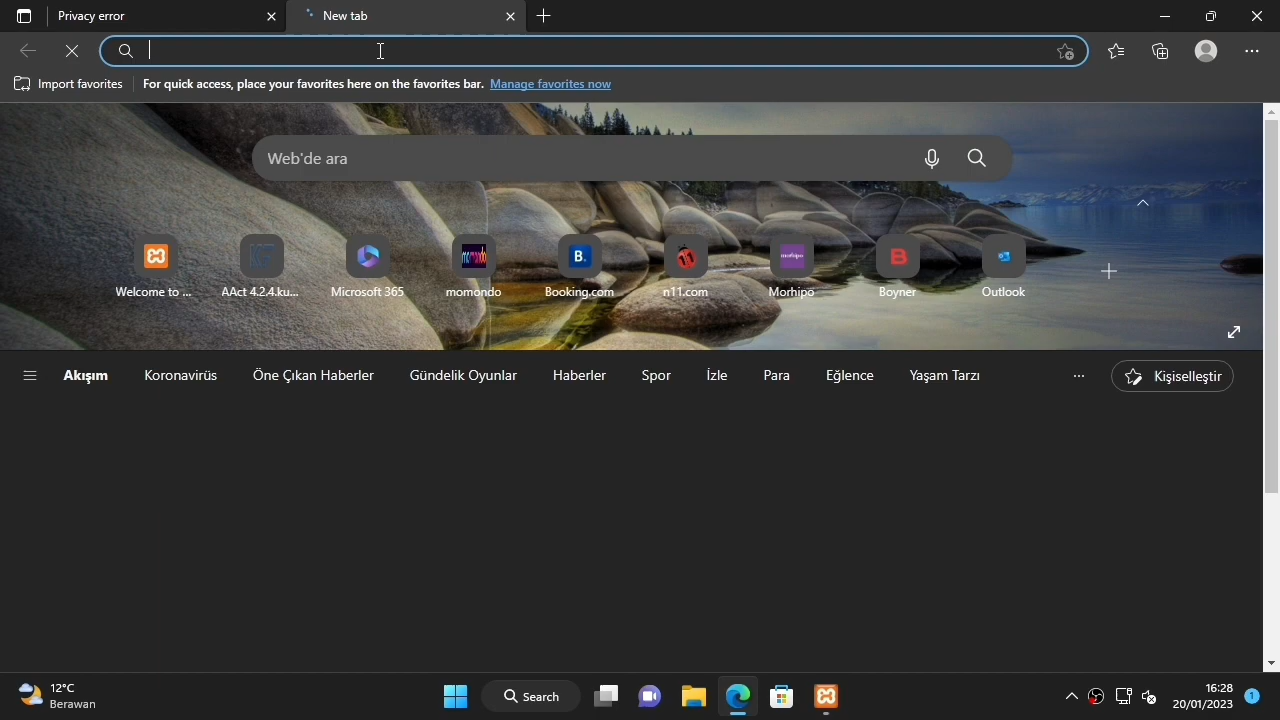 Privacy error
New tab
Import favorites
For quick access, place your favorites here on the favorites bar. Manage favorites now
Web'de ara
Welcome to ...
AAct 4.2.4.ku...
Microsoft 365
momondo
Booking.com
n11.com
Morhipo
Boyner
Outlook
Akışım Koronavirüs Öne Çıkan Haberler Gündelik Oyunlar Haberler Spor İzle Para Eğlence Yaşam Tarzı ... Kişiselleştir
12°C
Berardan
Search
16:28
20/01/2023
1